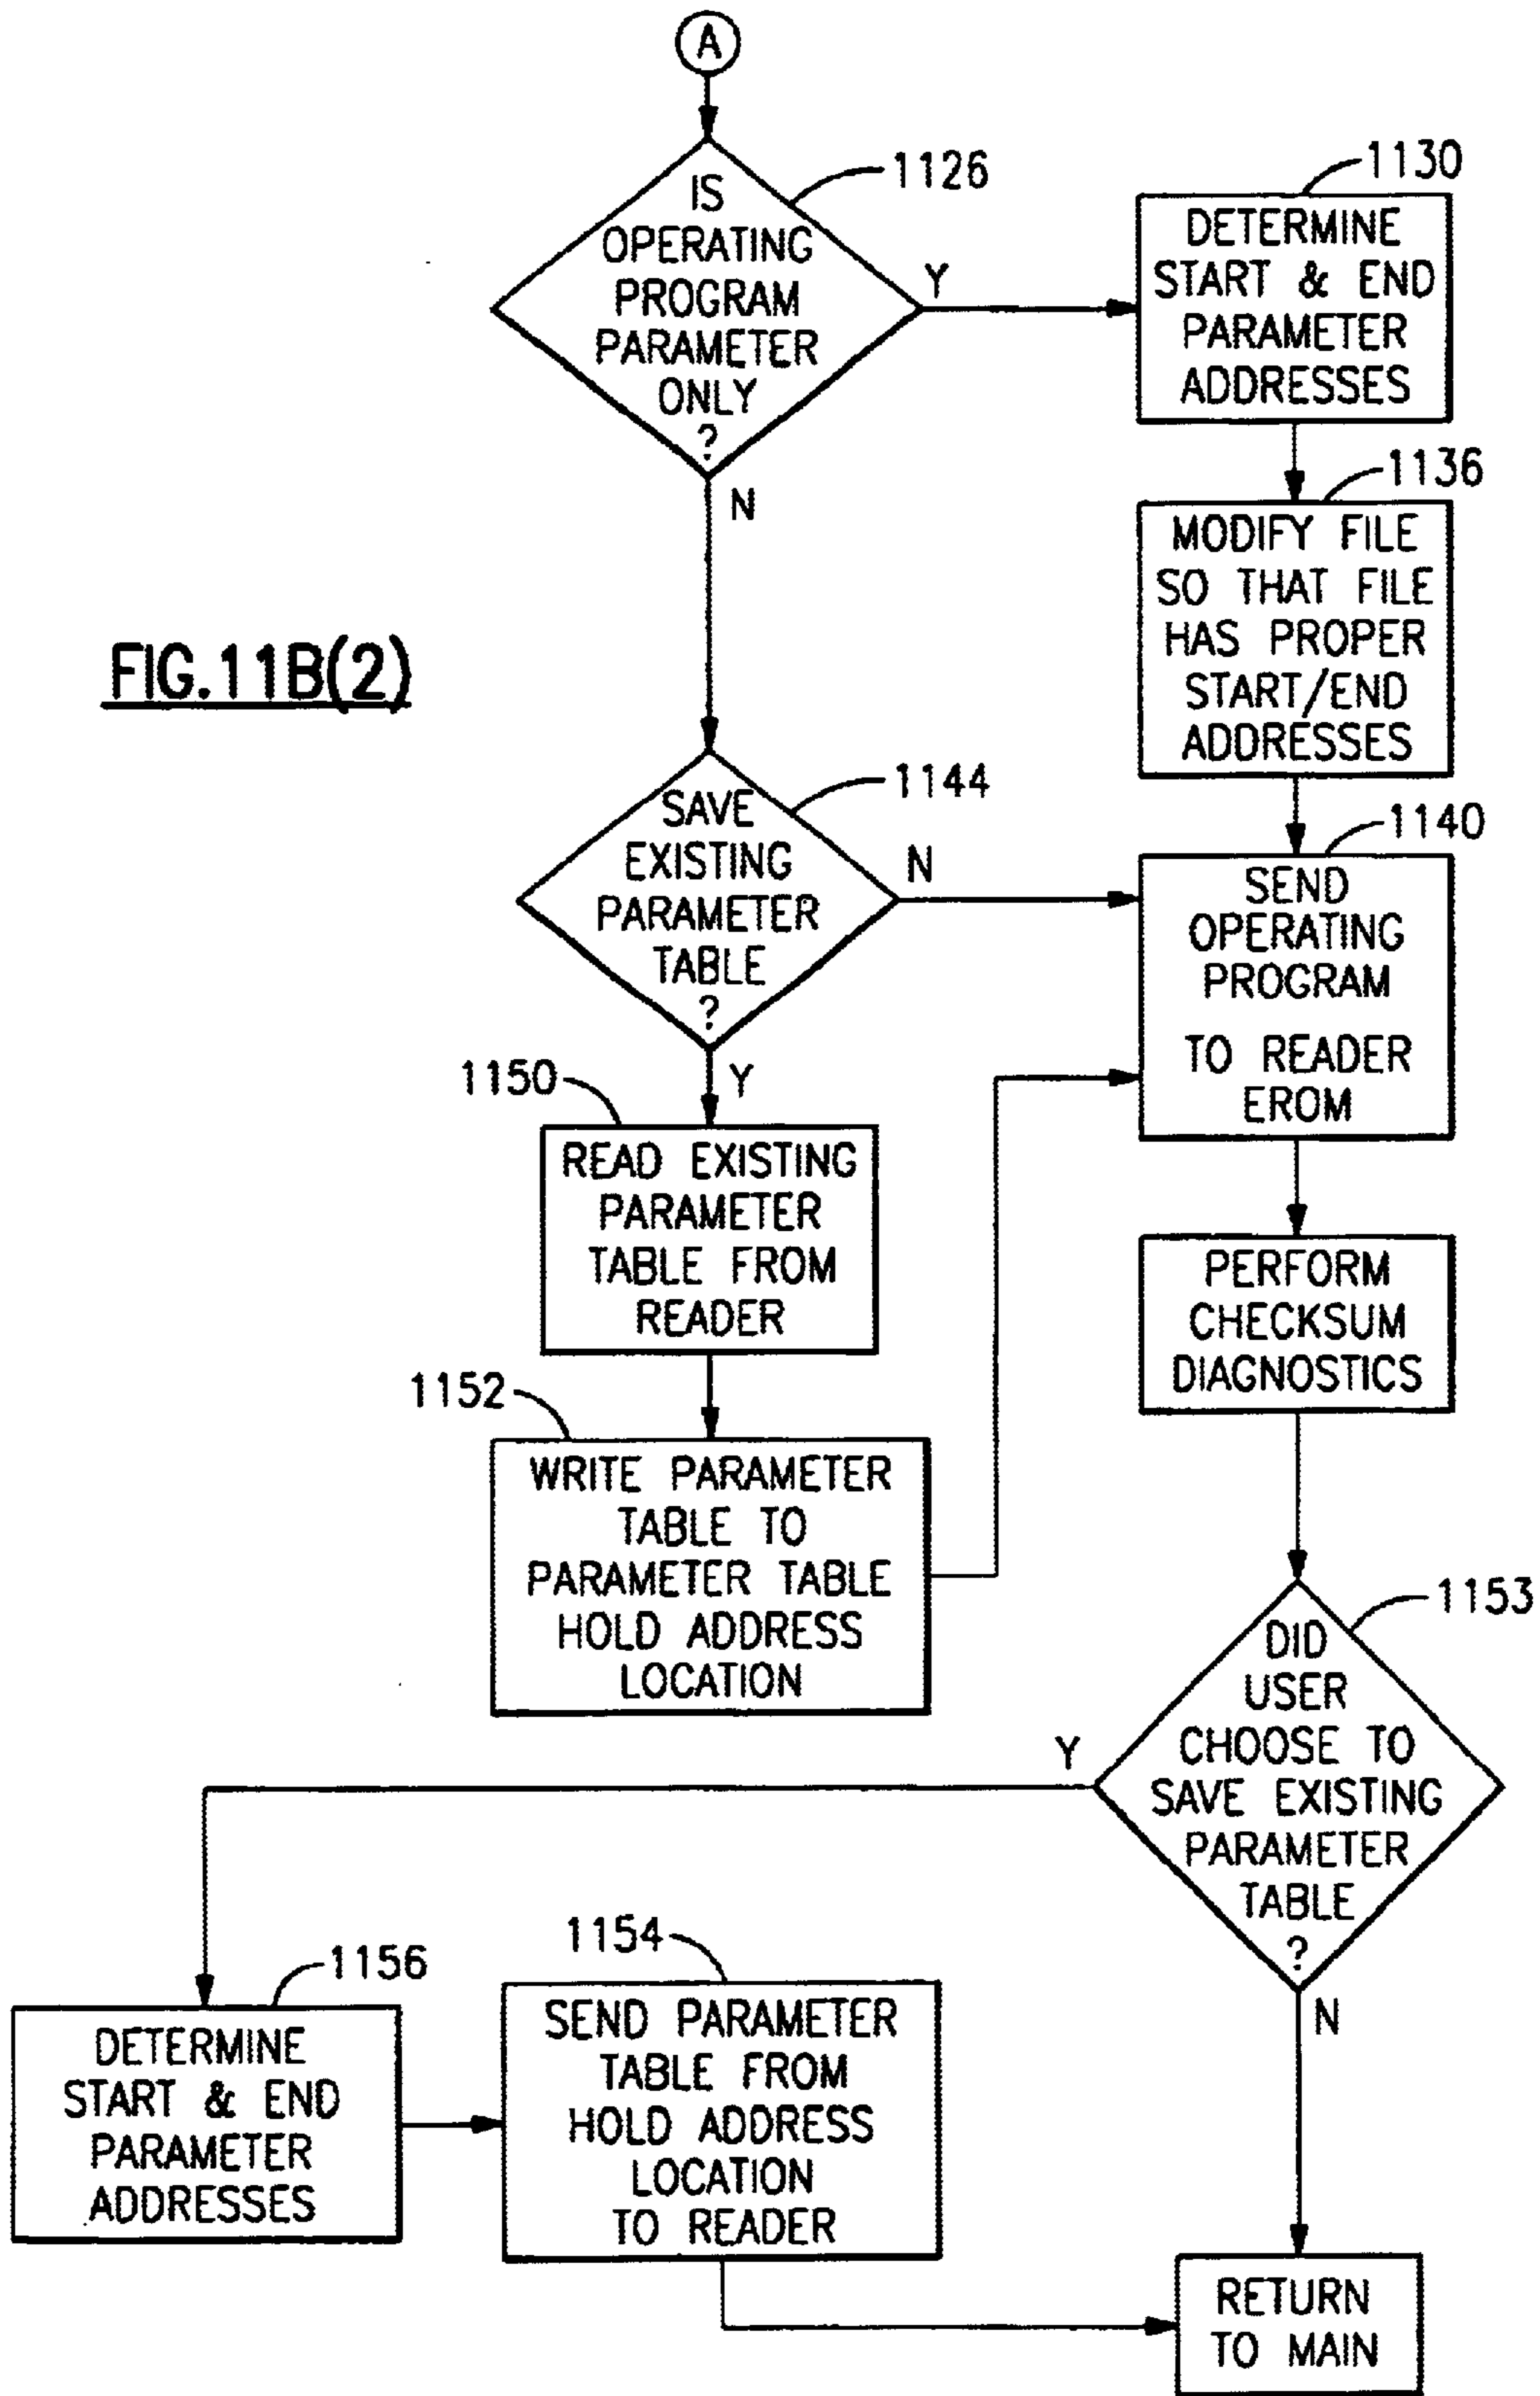 A
IS
OPERATING
PROGRAM
PARAMETER
ONLY
?
1126
Y
N
1130
DETERMINE
START & END
PARAMETER
ADDRESSES
1136
MODIFY FILE
SO THAT FILE
HAS PROPER
START/END
ADDRESSES
FIG.11B(2)
SAVE
EXISTING
PARAMETER
TABLE
?
1144
N
Y
1140
SEND
OPERATING
PROGRAM
TO READER
EROM
1150
READ EXISTING
PARAMETER
TABLE FROM
READER
PERFORM
CHECKSUM
DIAGNOSTICS
1152
WRITE PARAMETER
TABLE TO
PARAMETER TABLE
HOLD ADDRESS
LOCATION
1153
DID
USER
CHOOSE TO
SAVE EXISTING
PARAMETER
TABLE
?
Y
N
1156
DETERMINE
START & END
PARAMETER
ADDRESSES
1154
SEND PARAMETER
TABLE FROM
HOLD ADDRESS
LOCATION
TO READER
RETURN
TO MAIN